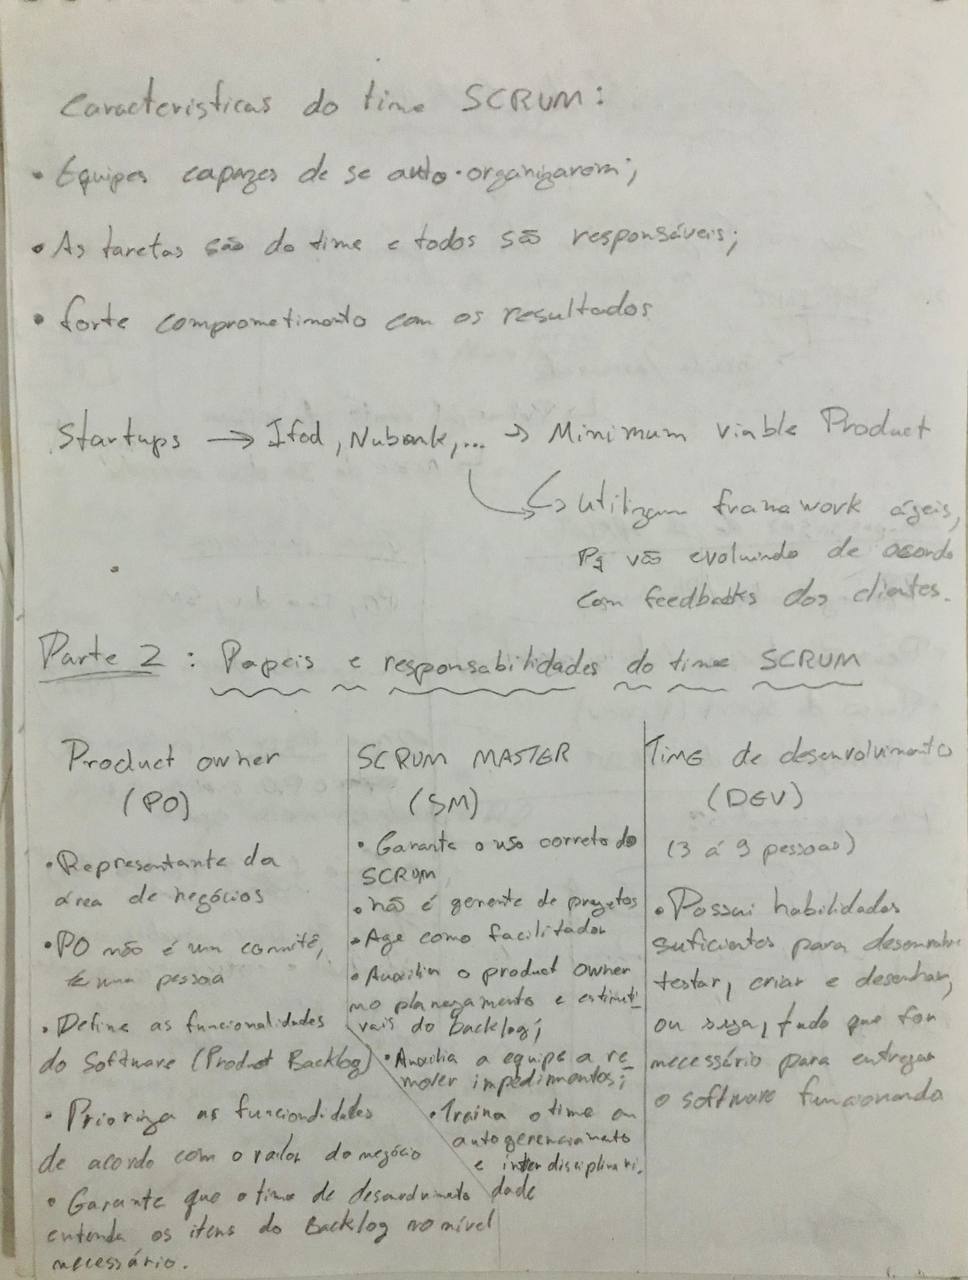 Caracteristicas do time SCRUM:
• Equipes capazes de se auto-organizarem;
• As tarefas são do time e todos são responsáveis;
• forte comprometimento com os resultados
Startups → Ifod, Nubank,... → Minimum viable Product
↳ Utilizam framework ágeis,
Pq vão evoluindo de acordo
com feedbacks dos clientes.
Parte 2 : Papeis e responsabilidades do time SCRUM
Product owner
(PO)
• Representante da
área de negócios
• PO não é um comitê,
é uma pessoa
• Define as funcionalidades
do Software (Product Backlog)
• Prioriza as funcionalidades
de acordo com o valor do negócio
• Garante que o time de desenvolvimento
entenda os itens do Backlog no nível
necessário.
SCRUM MASTER
(SM)
• Garante o uso correto do
SCRUM
• não é gerente de projetos
• Age como facilitador
• Auxilia o product owner
no planejamento e estimati-
vais do backlog;
• Auxilia a equipe a re-
mover impedimentos;
• Treina o time em
autogerenciamento
e interdisciplinari-
dade
TIME de desenvolvimento
(DEV)
(3 á 9 pessoas)
• Possui habilidades
suficientes para desenvolver
testar, criar e desenhar,
ou seja, tudo que for
necessário para entregar
o software funcionando